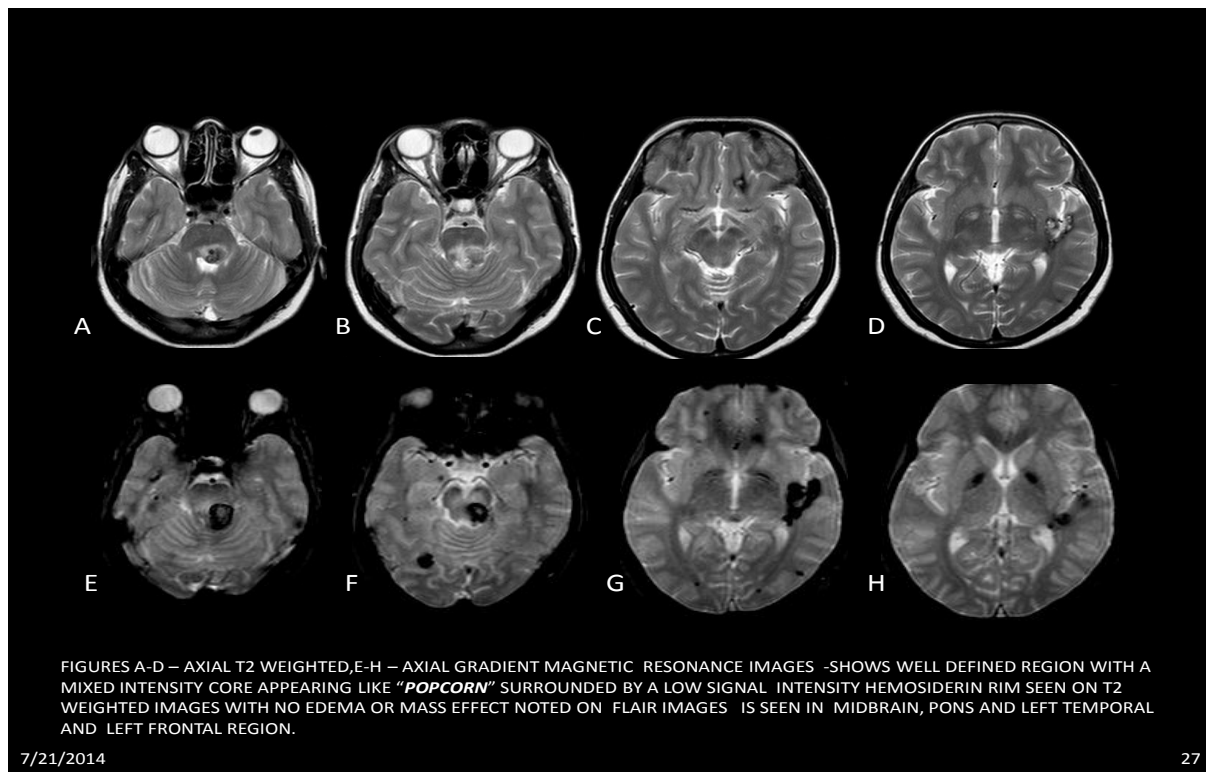 A
B
C
D
E
F
G
H
FIGURES A-D – AXIAL T2 WEIGHTED,E-H – AXIAL GRADIENT MAGNETIC RESONANCE IMAGES -SHOWS WELL DEFINED REGION WITH A
MIXED INTENSITY CORE APPEARING LIKE “POPCORN” SURROUNDED BY A LOW SIGNAL INTENSITY HEMOSIDERIN RIM SEEN ON T2
WEIGHTED IMAGES WITH NO EDEMA OR MASS EFFECT NOTED ON FLAIR IMAGES IS SEEN IN MIDBRAIN, PONS AND LEFT TEMPORAL
AND LEFT FRONTAL REGION.
7/21/2014
27